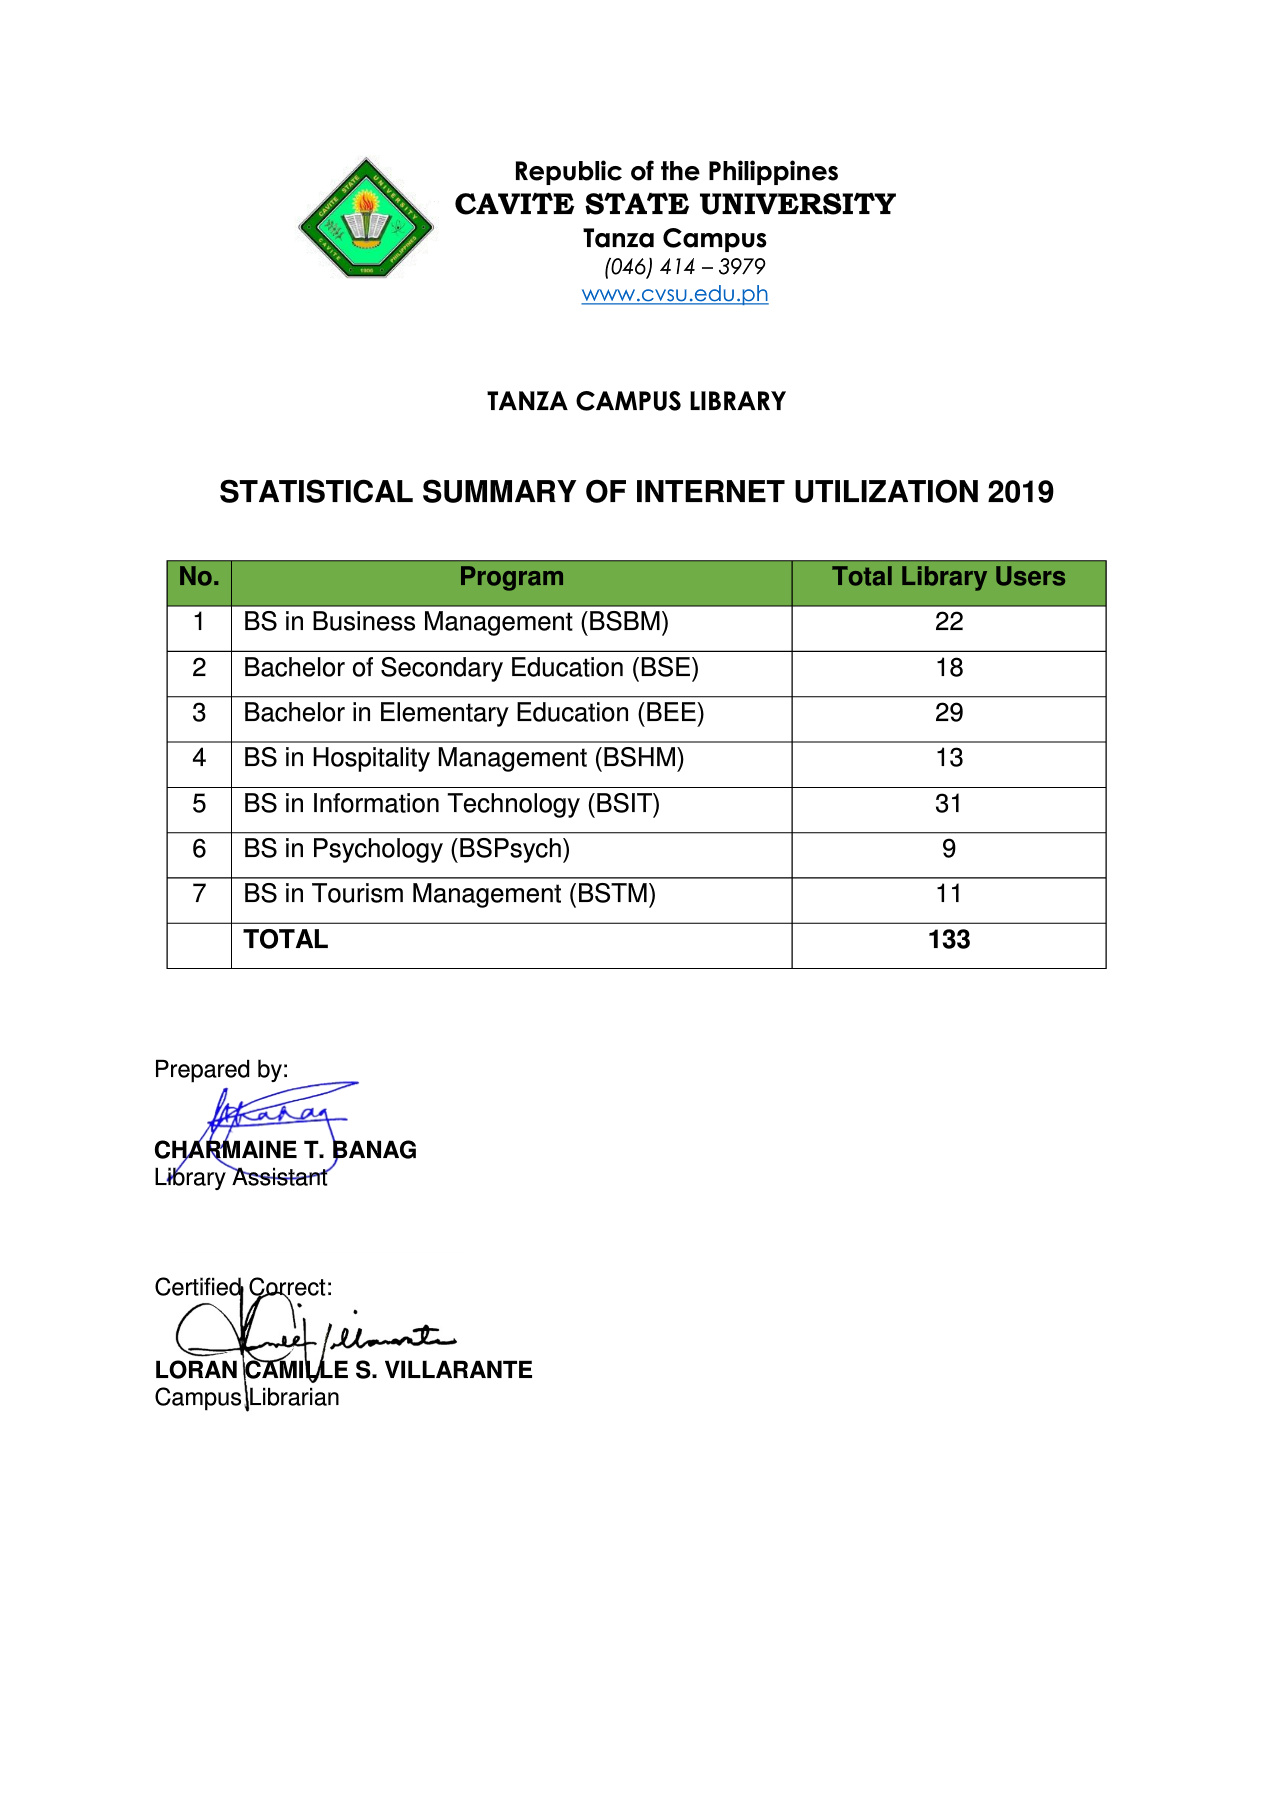 Republic of the Philippines
CAVITE STATE UNIVERSITY
Tanza Campus
(046) 414 – 3979
www.cvsu.edu.ph
CAVITE STATE UNIVERSITY
CAVITE 1906 PHILIPPINES
TANZA CAMPUS LIBRARY
STATISTICAL SUMMARY OF INTERNET UTILIZATION 2019
No. Program Total Library Users
1 BS in Business Management (BSBM) 22
2 Bachelor of Secondary Education (BSE) 18
3 Bachelor in Elementary Education (BEE) 29
4 BS in Hospitality Management (BSHM) 13
5 BS in Information Technology (BSIT) 31
6 BS in Psychology (BSPsych) 9
7 BS in Tourism Management (BSTM) 11
TOTAL 133
Prepared by:
CHARMAINE T. BANAG
Library Assistant
Certified Correct:
LORAN CAMILLE S. VILLARANTE
Campus Librarian